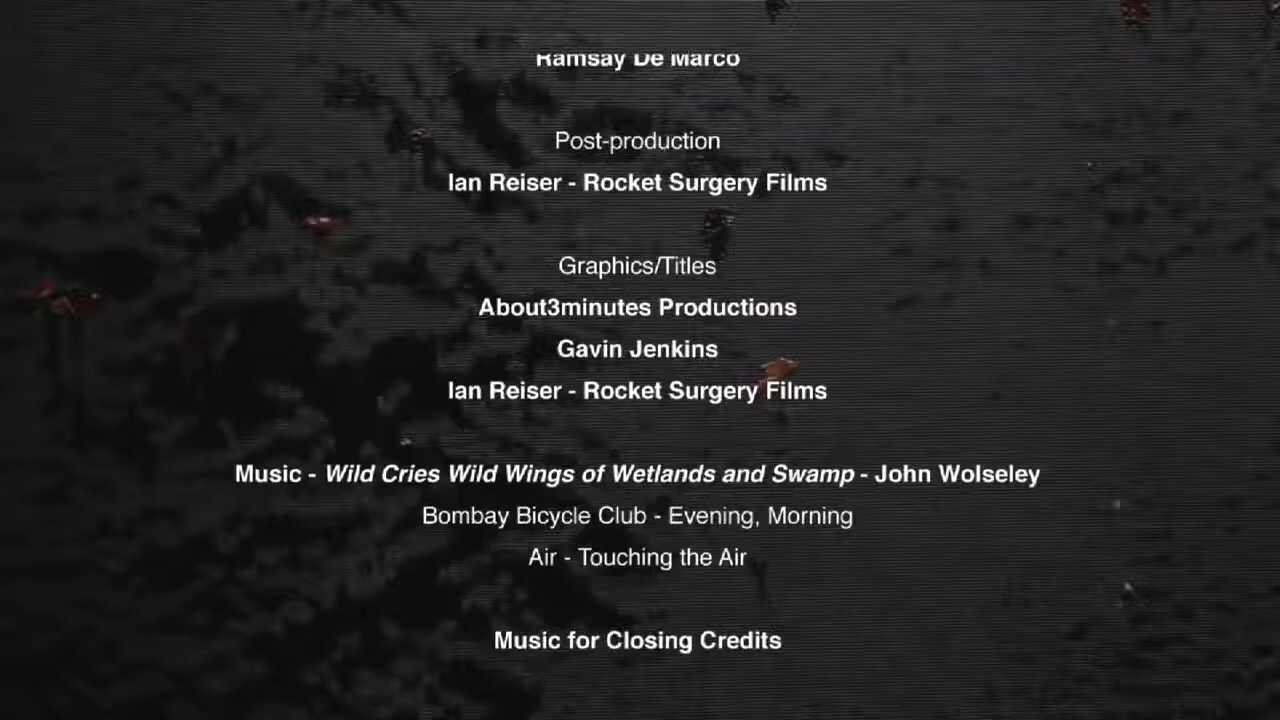 Ramsay De Marco
Post-production
Ian Reiser - Rocket Surgery Films
Graphics/Titles
About3minutes Productions
Gavin Jenkins
Ian Reiser - Rocket Surgery Films
Music - Wild Cries Wild Wings of Wetlands and Swamp - John Wolseley
Bombay Bicycle Club - Evening, Morning
Air - Touching the Air
Music for Closing Credits